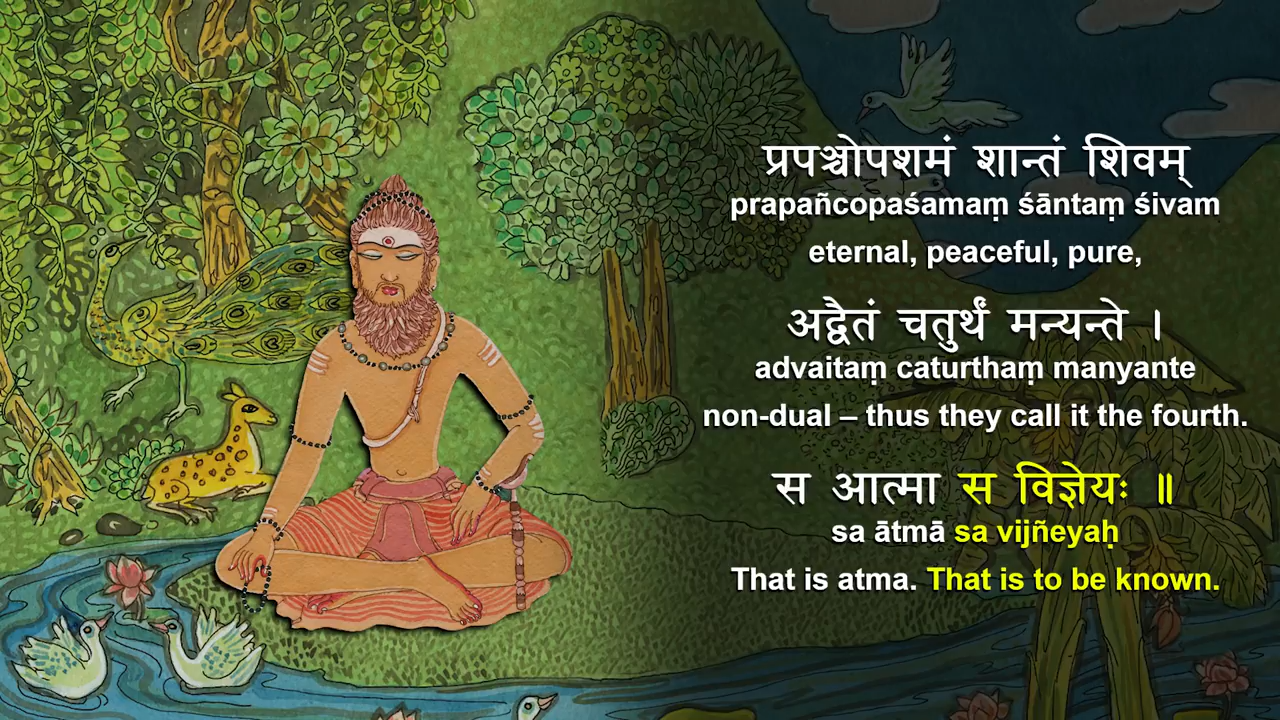 प्रपञ्चोपशमं शान्तं शिवम्
prapañcopaśamaṃ śāntaṃ śivam
eternal, peaceful, pure,
अद्वैतं चतुर्थं मन्यन्ते ।
advaitaṃ caturthaṃ manyante
non-dual – thus they call it the fourth.
स आत्मा स विज्ञेयः ॥
sa ātmā sa vijñeyaḥ
That is atma. That is to be known.